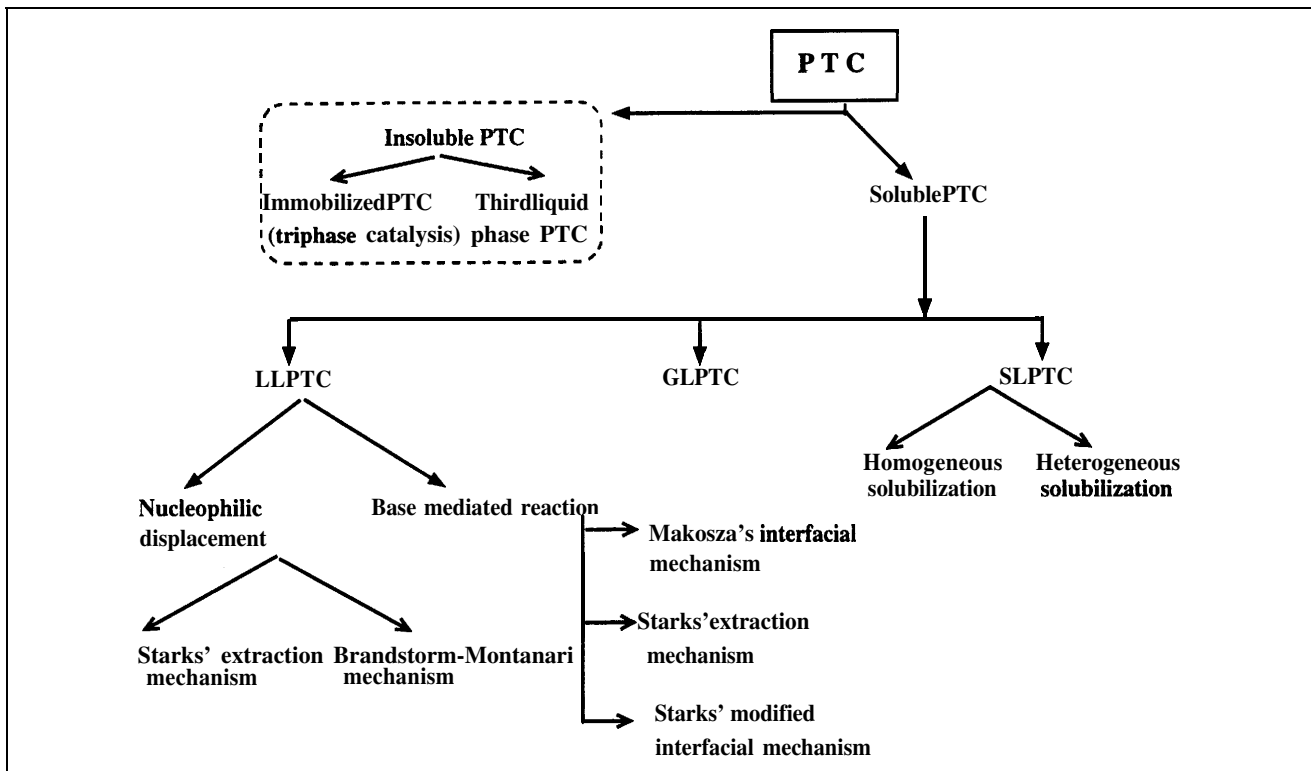 PTC
Insoluble PTC
ImmobilizedPTC
(triphase catalysis)
Thirdliquid
phase PTC
SolublePTC
LLPTC
GLPTC
SLPTC
Nucleophilic
displacement
Base mediated reaction
Homogeneous
solubilization
Heterogeneous
solubilization
Makosza's interfacial
mechanism
Starks' extraction
mechanism
Brandstorm-Montanari
mechanism
Starks'extraction
mechanism
Starks' modified
interfacial mechanism